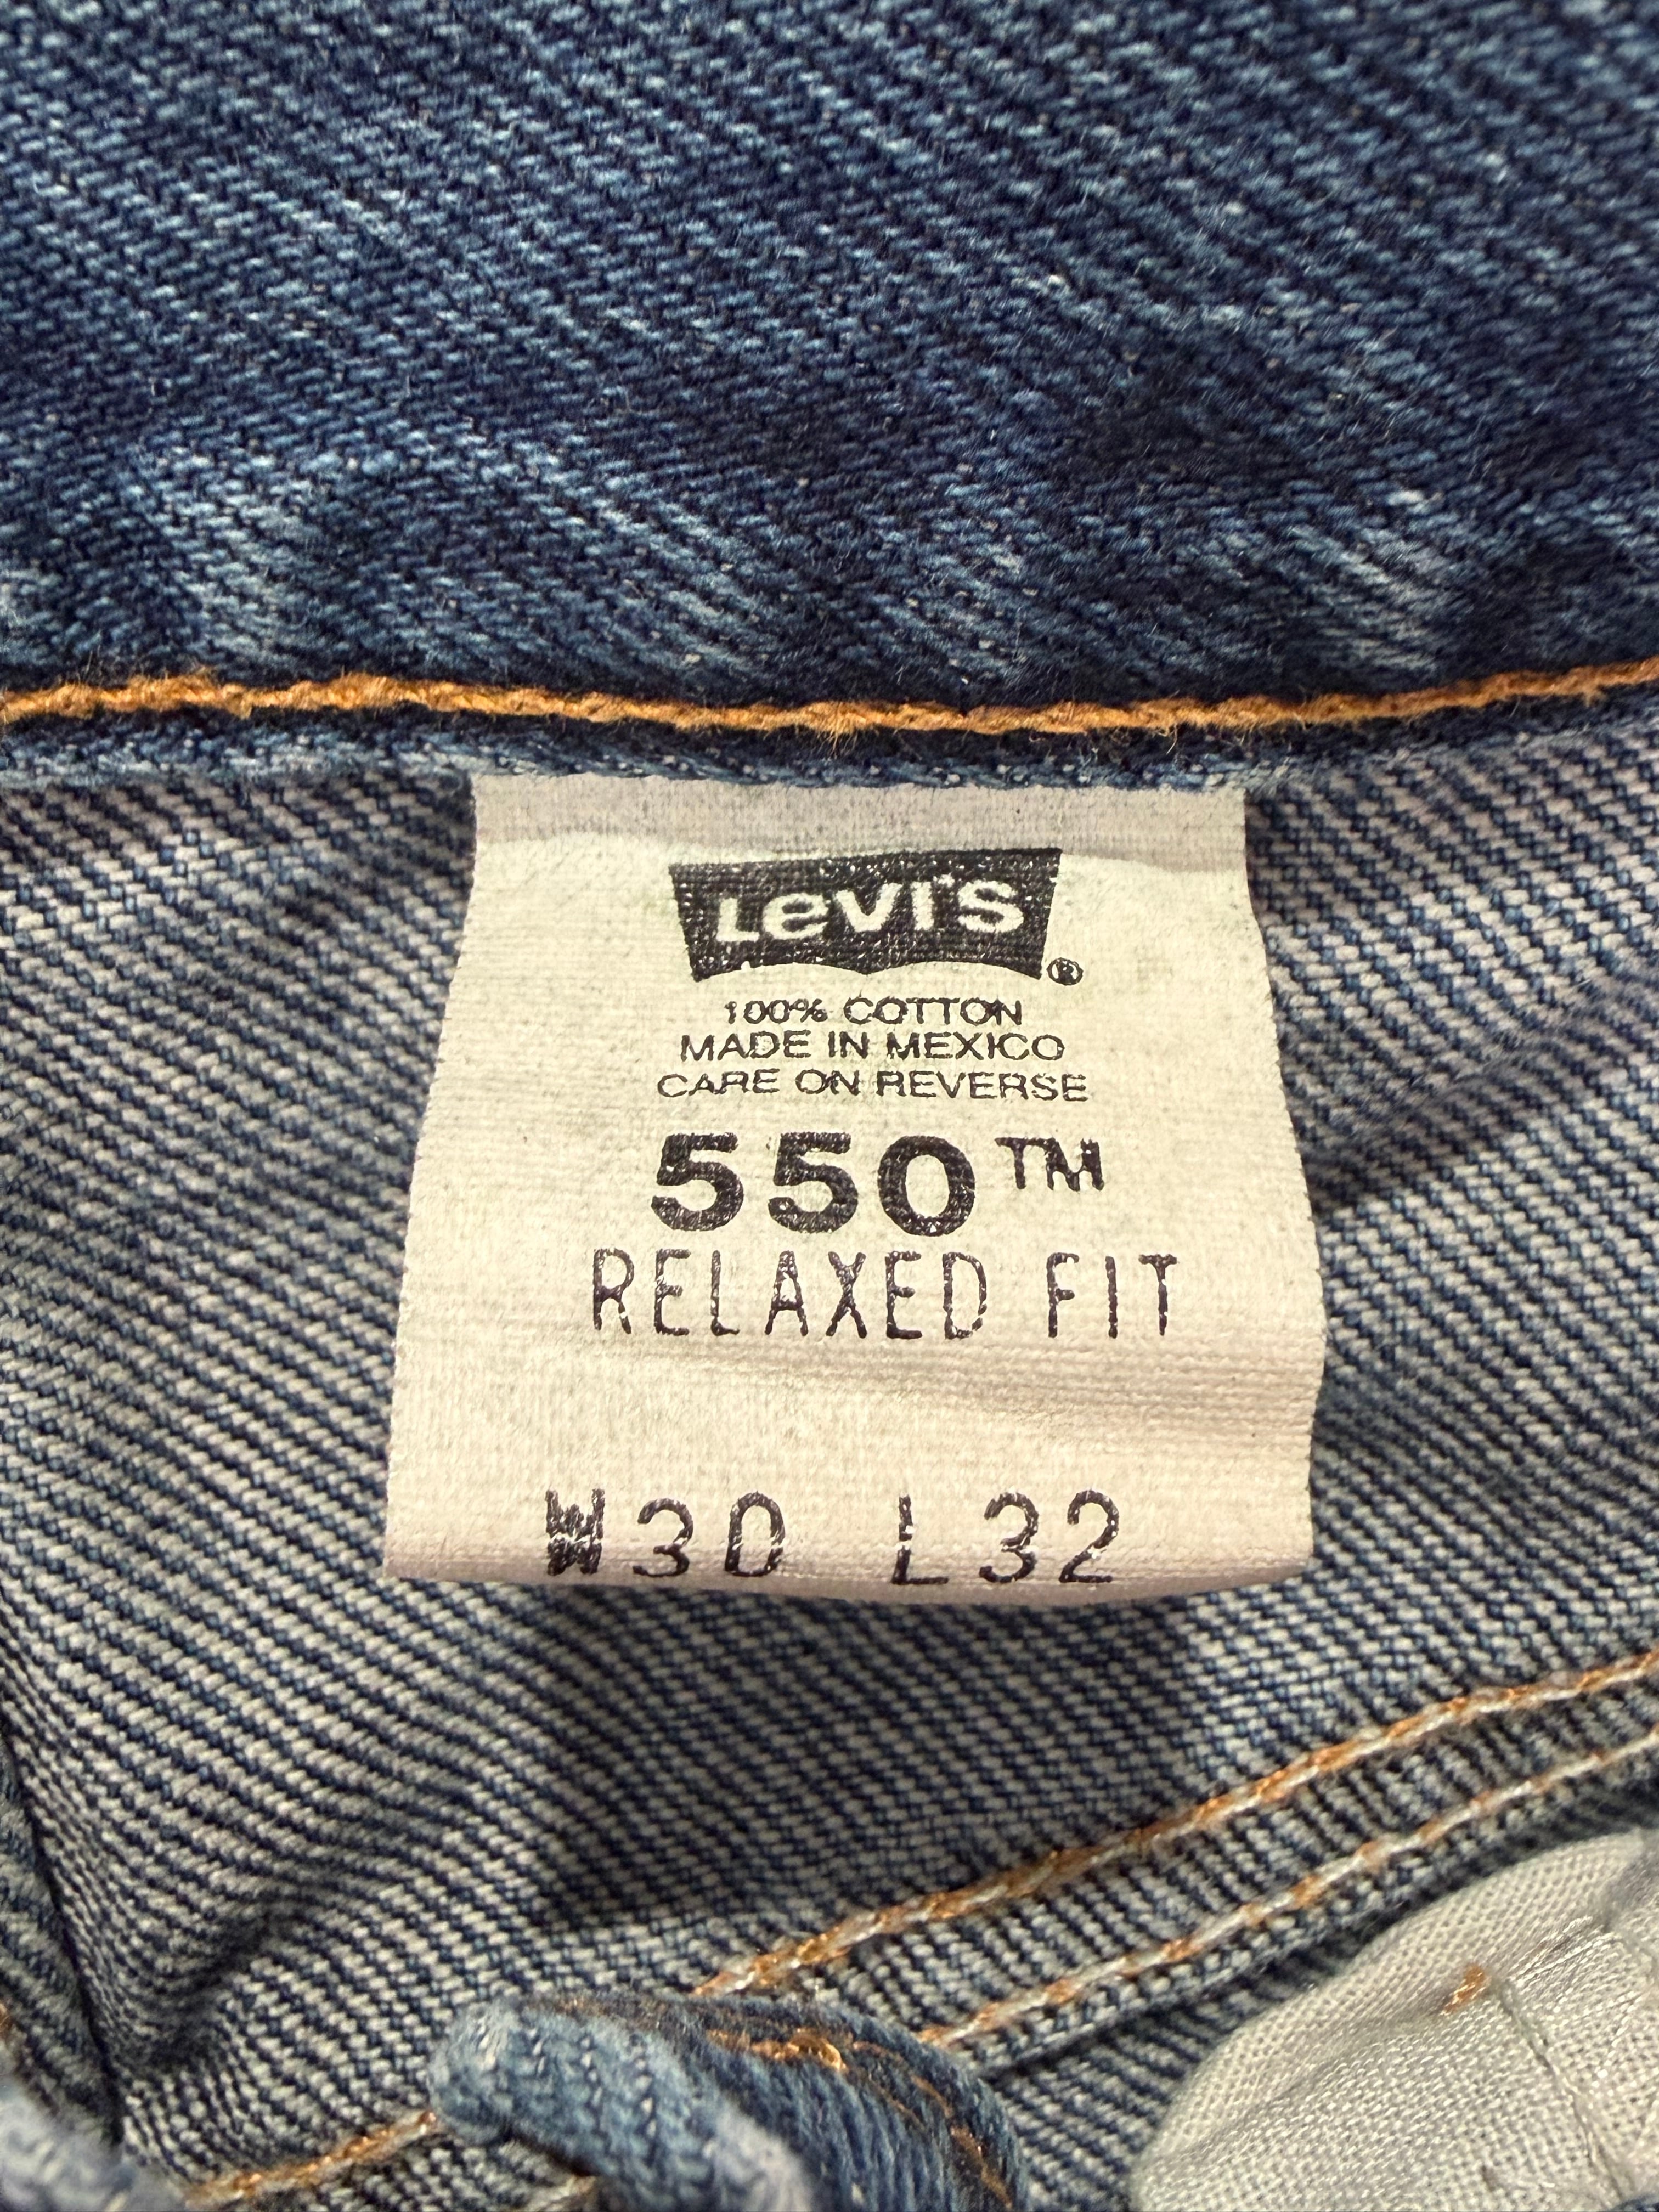 Levi's®
100% COTTON
MADE IN MEXICO
CARE ON REVERSE
550™
RELAXED FIT
W30 L32